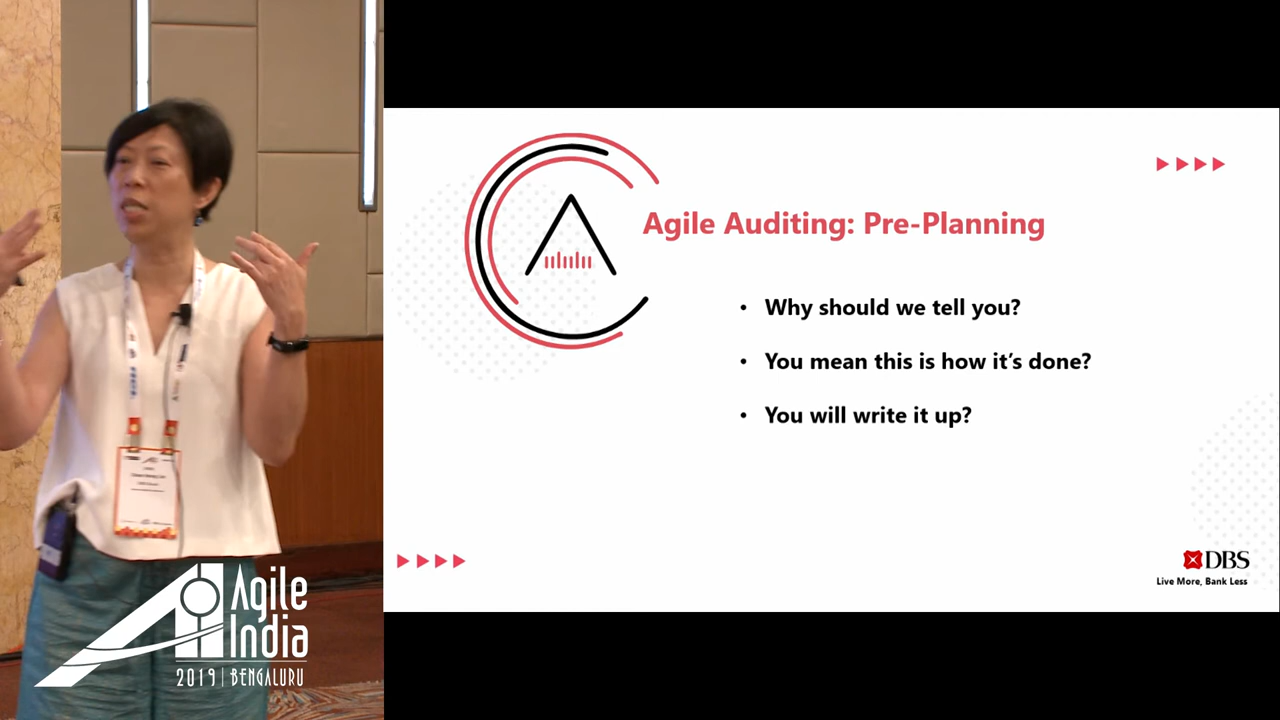 Agile Auditing: Pre-Planning
• Why should we tell you?
• You mean this is how it's done?
• You will write it up?
DBS
Live More, Bank Less
Agile
India
2019 | BENGALURU